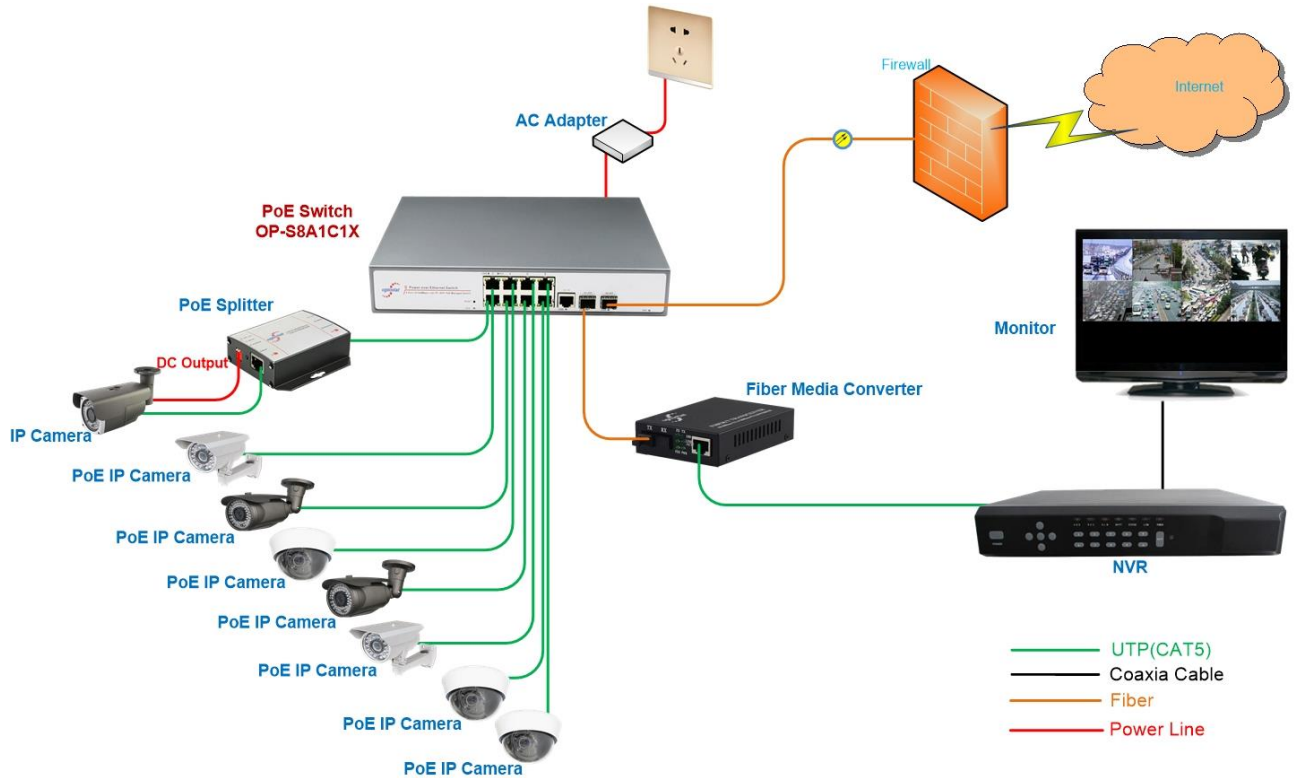 AC Adapter
Firewall
Internet
PoE Switch
OP-S8A1C1X
PoE Splitter
DC Output
Monitor
Fiber Media Converter
TX
RX
IP Camera
PoE IP Camera
PoE IP Camera
PoE IP Camera
PoE IP Camera
PoE IP Camera
PoE IP Camera
PoE IP Camera
NVR
UTP(CAT5)
Coaxia Cable
Fiber
Power Line